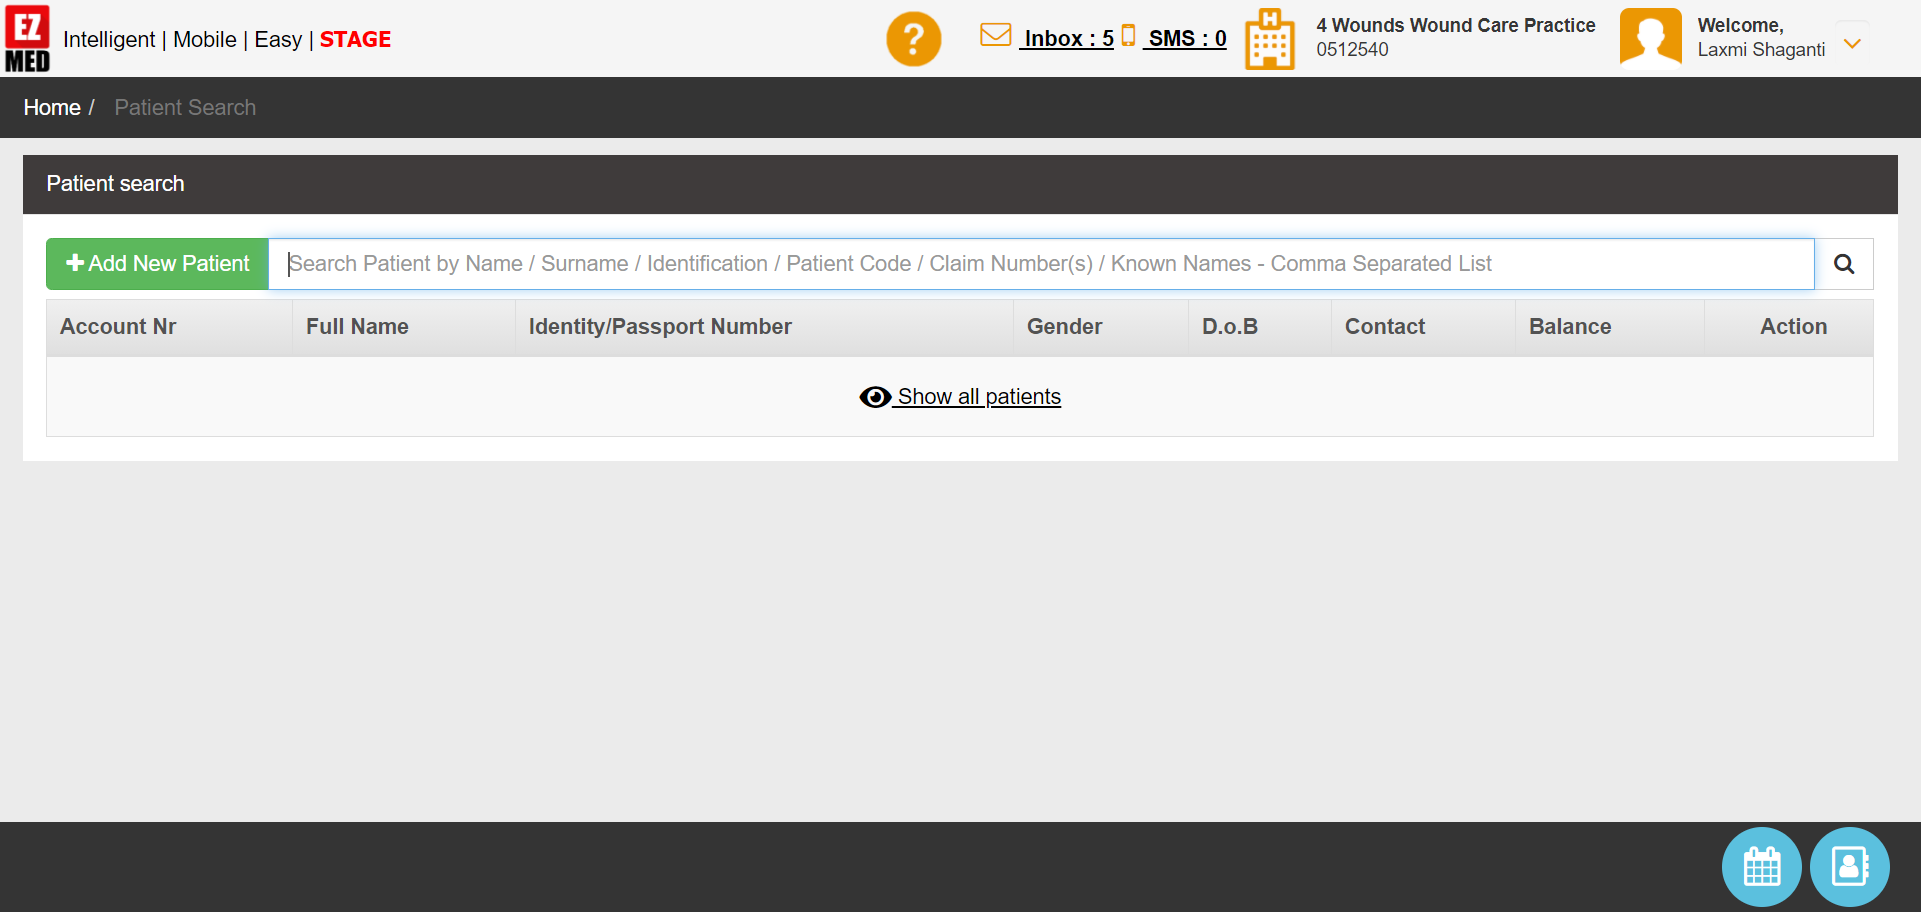 EZ
MED
Intelligent | Mobile | Easy | STAGE
?
Inbox : 5
SMS : 0
H
4 Wounds Wound Care Practice
0512540
Welcome,
Laxmi Shaganti
Home / Patient Search
Patient search
Add New Patient
Search Patient by Name / Surname / Identification / Patient Code / Claim Number(s) / Known Names - Comma Separated List
Account Nr Full Name Identity/Passport Number Gender D.o.B Contact Balance Action
Show all patients